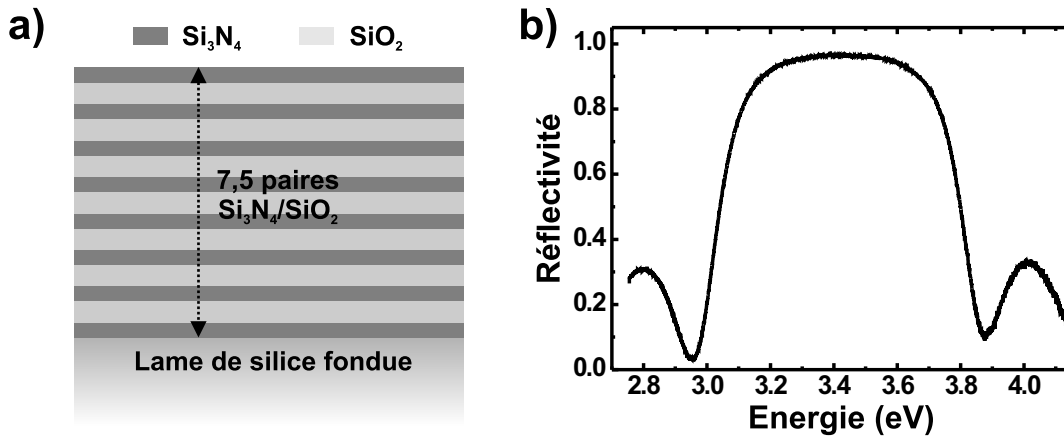 a)
Si₃N₄ SiO₂
7,5 paires
Si₃N₄/SiO₂
Lame de silice fondue
b)
Réflectivité
1.0
0.8
0.6
0.4
0.2
0.0
2.8 3.0 3.2 3.4 3.6 3.8 4.0
Energie (eV)